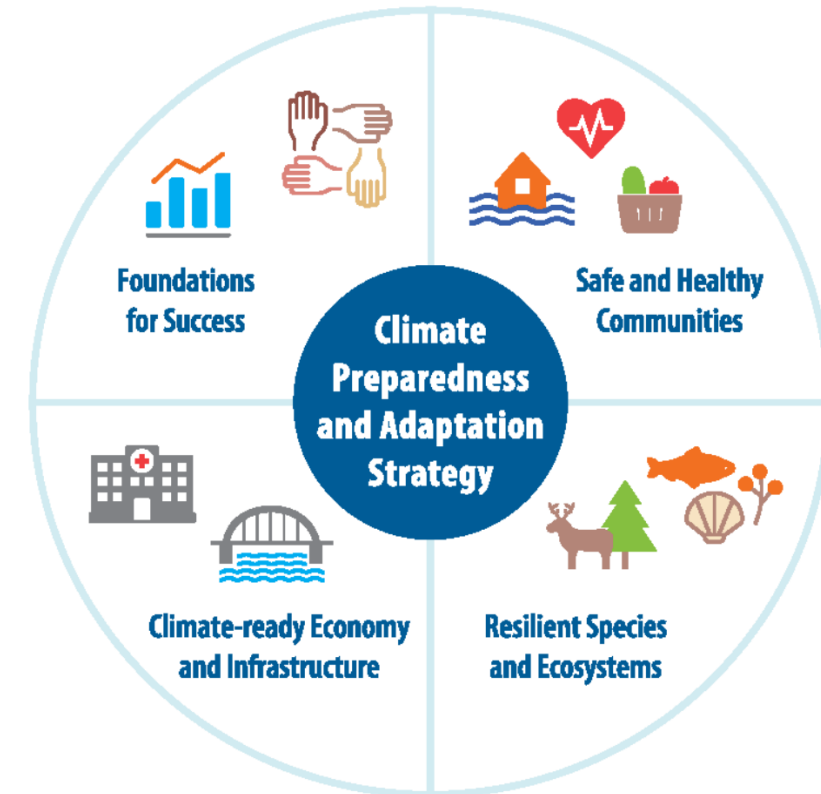 Foundations
for Success
Safe and Healthy
Communities
Climate
Preparedness
and Adaptation
Strategy
Climate-ready Economy
and Infrastructure
Resilient Species
and Ecosystems